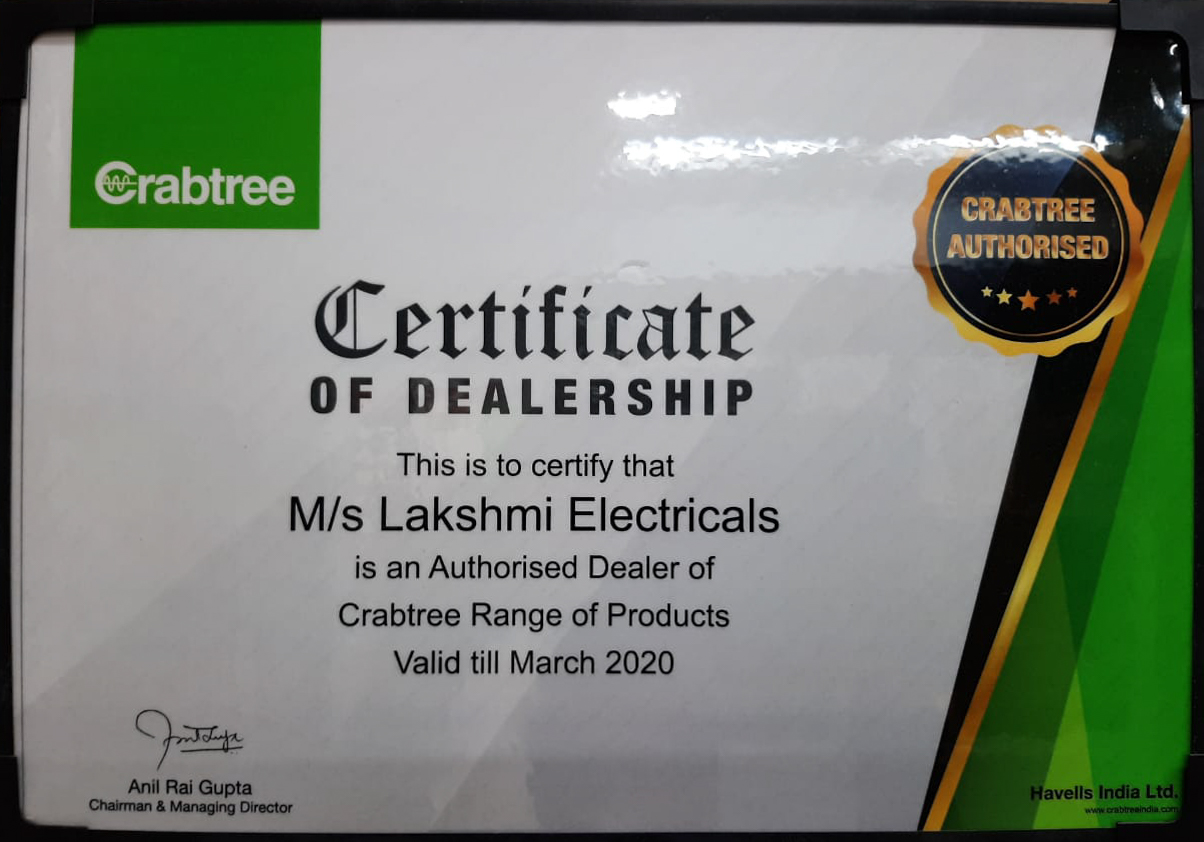 Crabtree
CRABTREE
AUTHORISED
Certificate
OF DEALERSHIP
This is to certify that
M/s Lakshmi Electricals
is an Authorised Dealer of
Crabtree Range of Products
Valid till March 2020
Anil Rai Gupta
Chairman & Managing Director
Havells India Ltd.
www.crabtreeindia.com